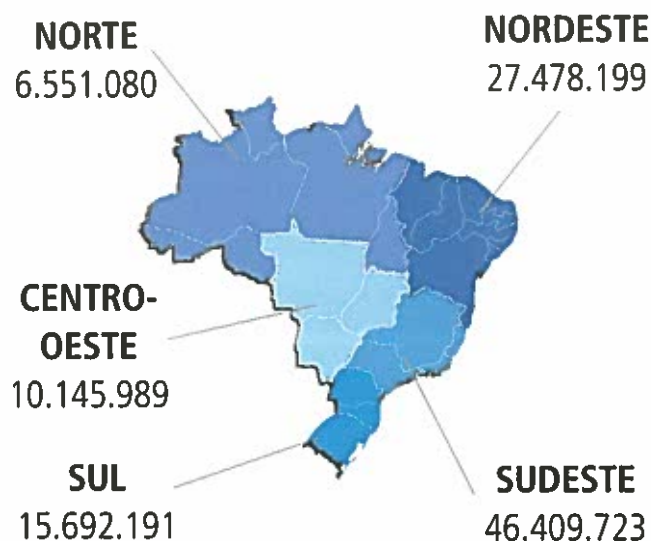 NORTE
6.551.080
NORDESTE
27.478.199
CENTRO-
OESTE
10.145.989
SUL
15.692.191
SUDESTE
46.409.723